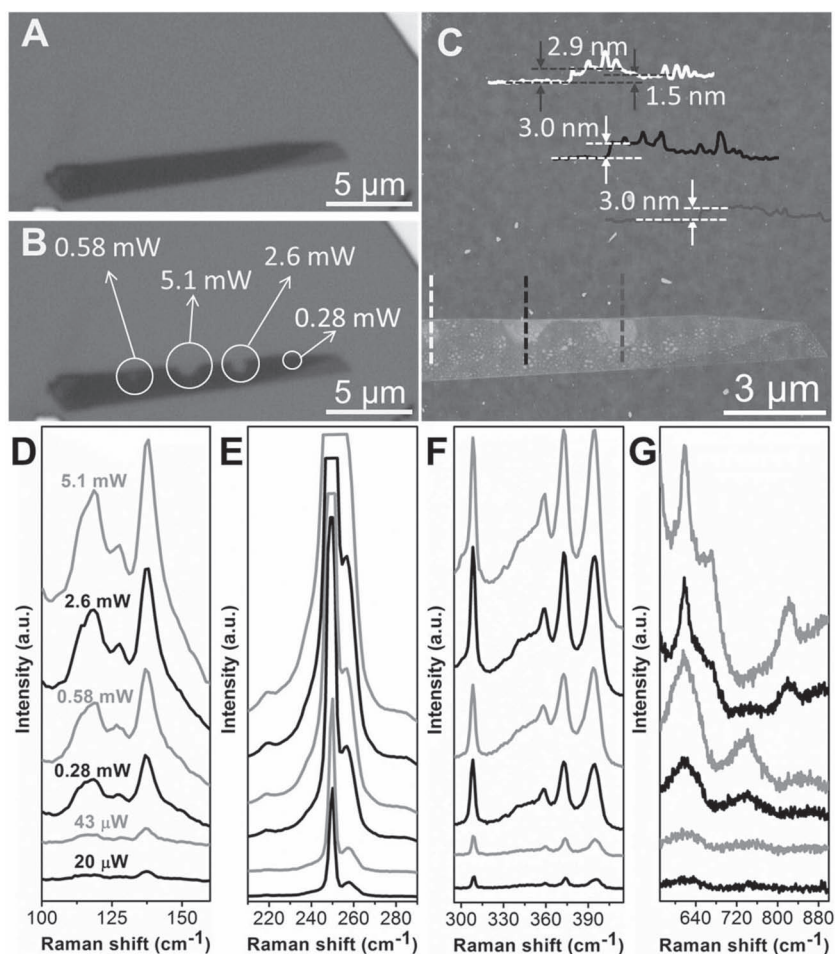 A
5 µm
B
0.58 mW
5.1 mW
2.6 mW
0.28 mW
5 µm
C
2.9 nm
1.5 nm
3.0 nm
3.0 nm
3 µm
D
5.1 mW
2.6 mW
0.58 mW
0.28 mW
43 µW
20 µW
Intensity (a.u.)
100 125 150
Raman shift (cm⁻¹)
E
Intensity (a.u.)
220 240 260 280
Raman shift (cm⁻¹)
F
Intensity (a.u.)
300 330 360 390
Raman shift (cm⁻¹)
G
Intensity (a.u.)
640 720 800 880
Raman shift (cm⁻¹)